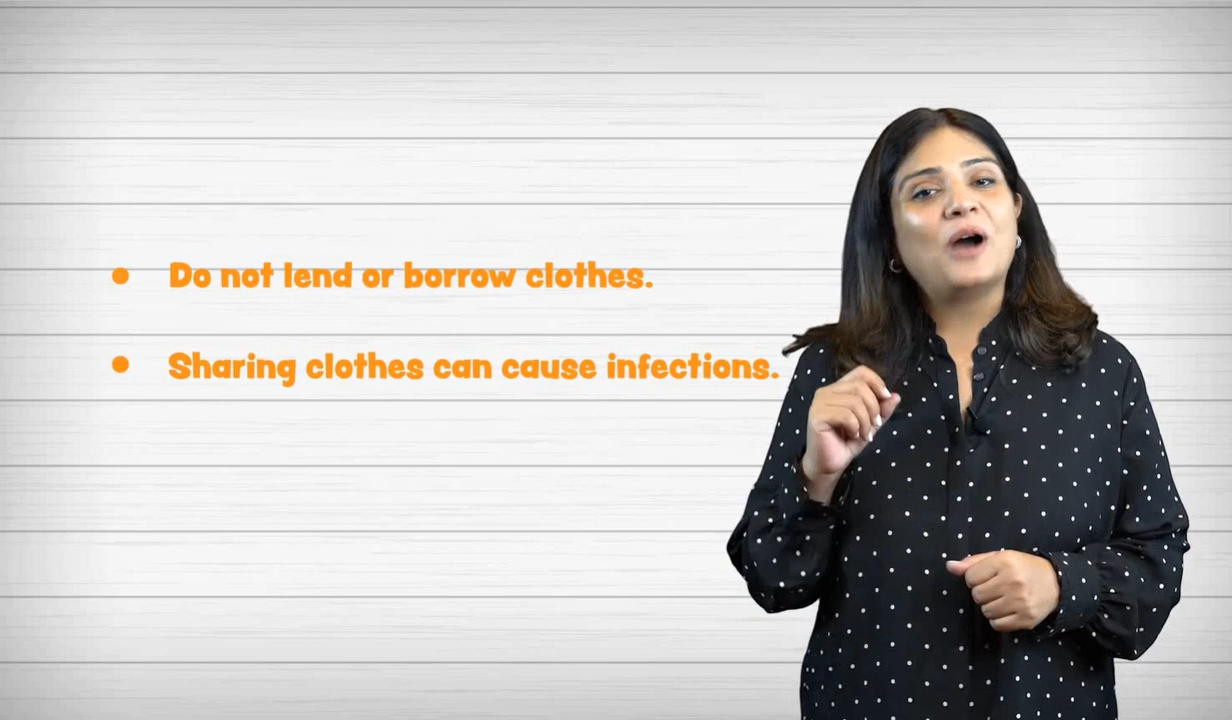 Do not lend or borrow clothes.
Sharing clothes can cause infections.